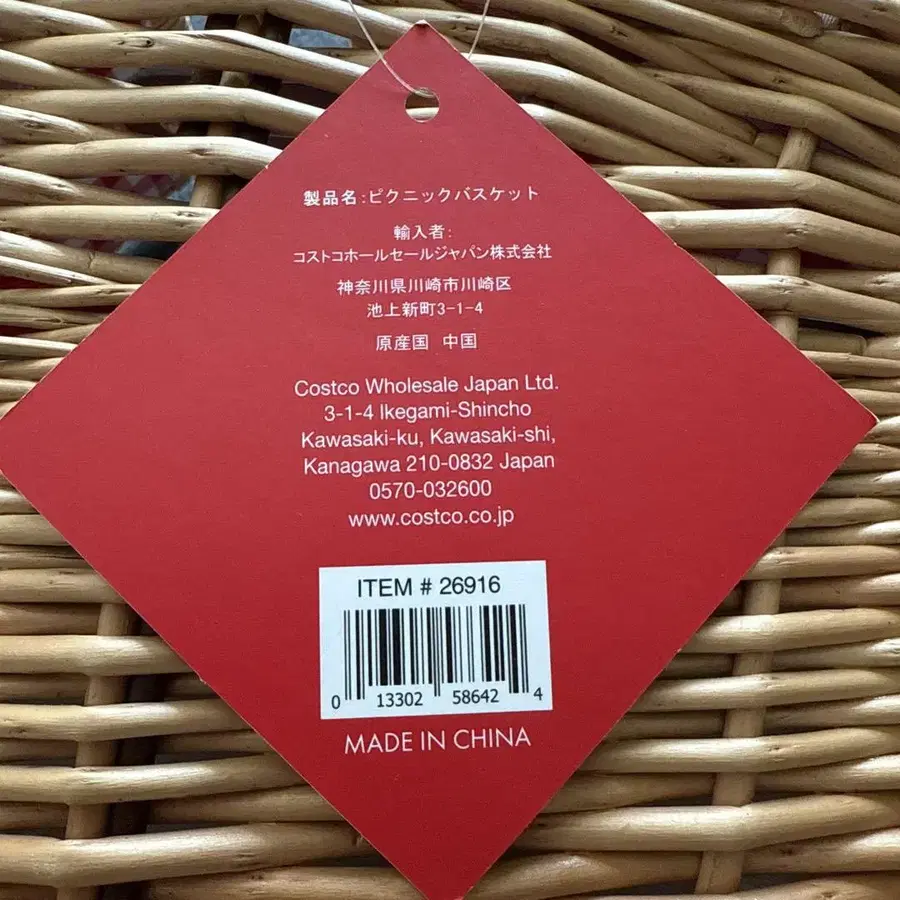 製品名:ピクニックバスケット
輸入者:
コストコホールセールジャパン株式会社
神奈川県川崎市川崎区
池上新町3-1-4
原産国 中国
Costco Wholesale Japan Ltd.
3-1-4 Ikegami-Shincho
Kawasaki-ku, Kawasaki-shi,
Kanagawa 210-0832 Japan
0570-032600
www.costco.co.jp
ITEM # 26916
0 13302 58642 4
MADE IN CHINA